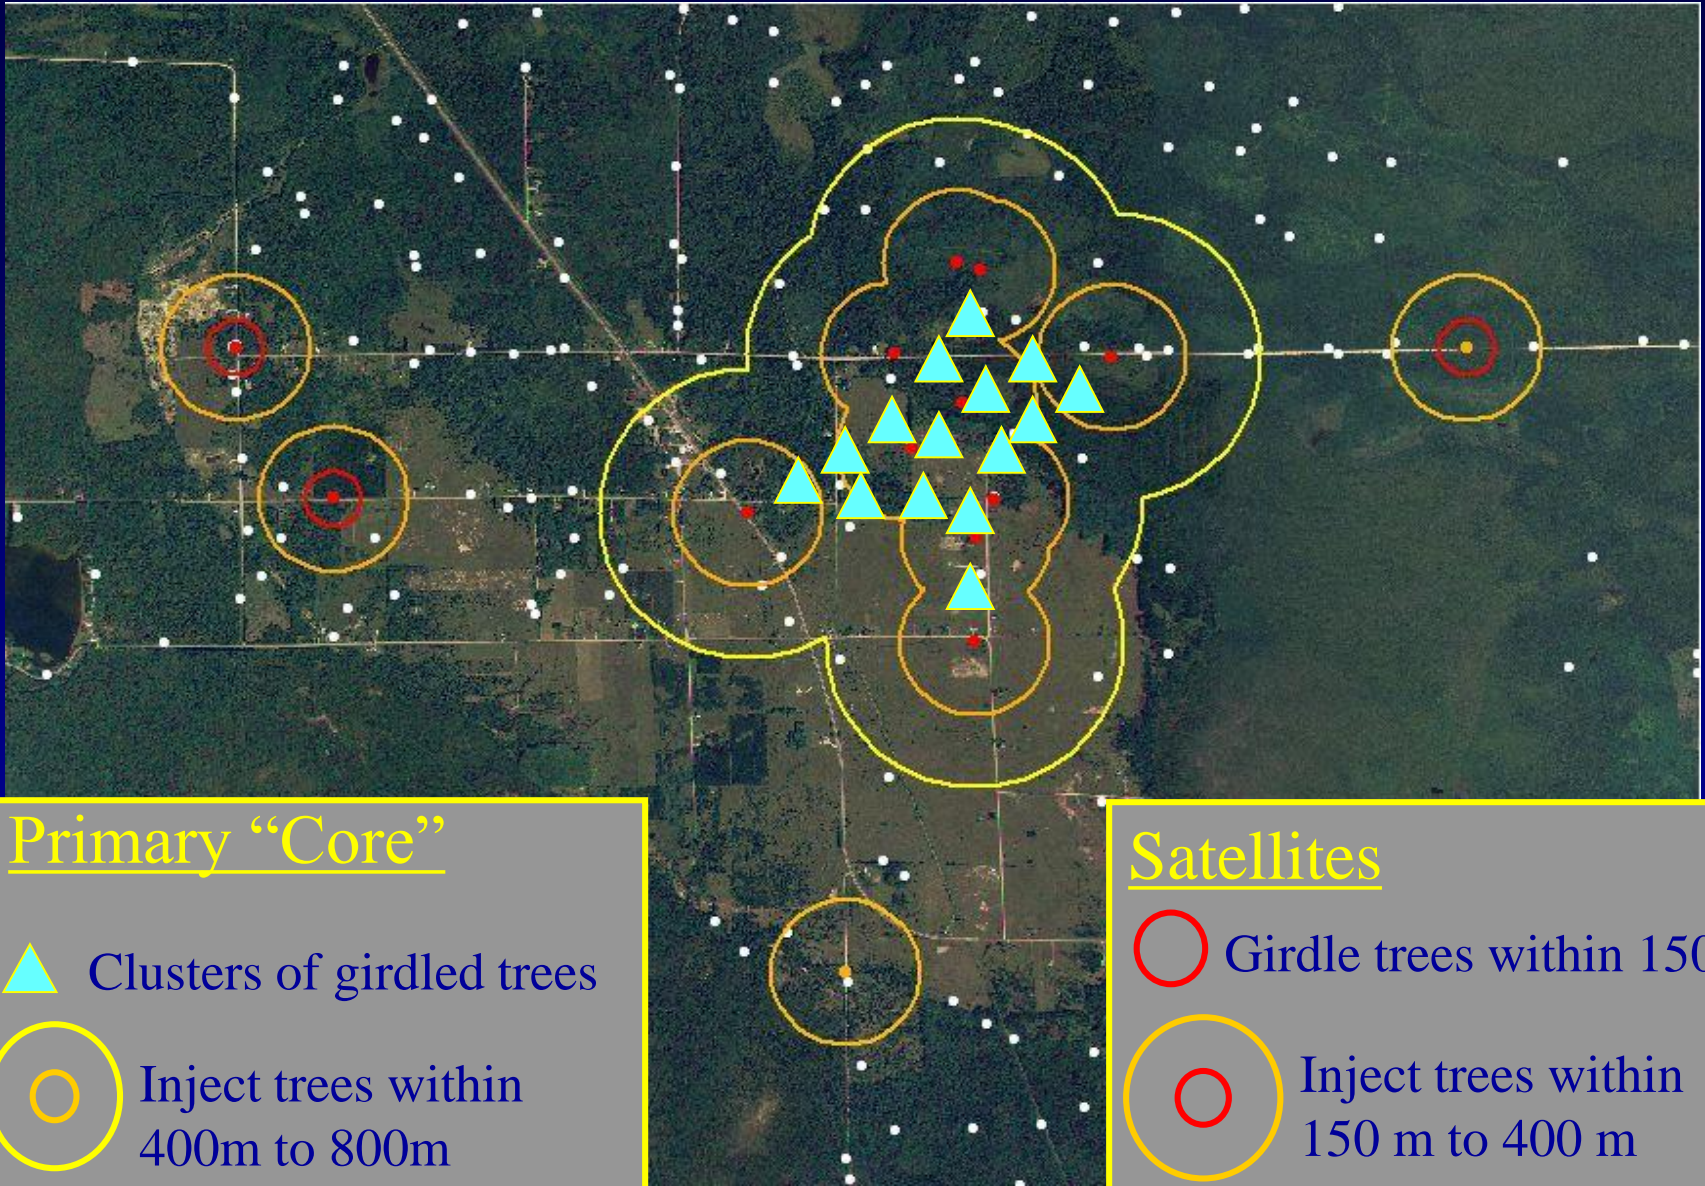 Primary “Core”
Clusters of girdled trees
Inject trees within
400m to 800m
Satellites
Girdle trees within 150
Inject trees within
150 m to 400 m